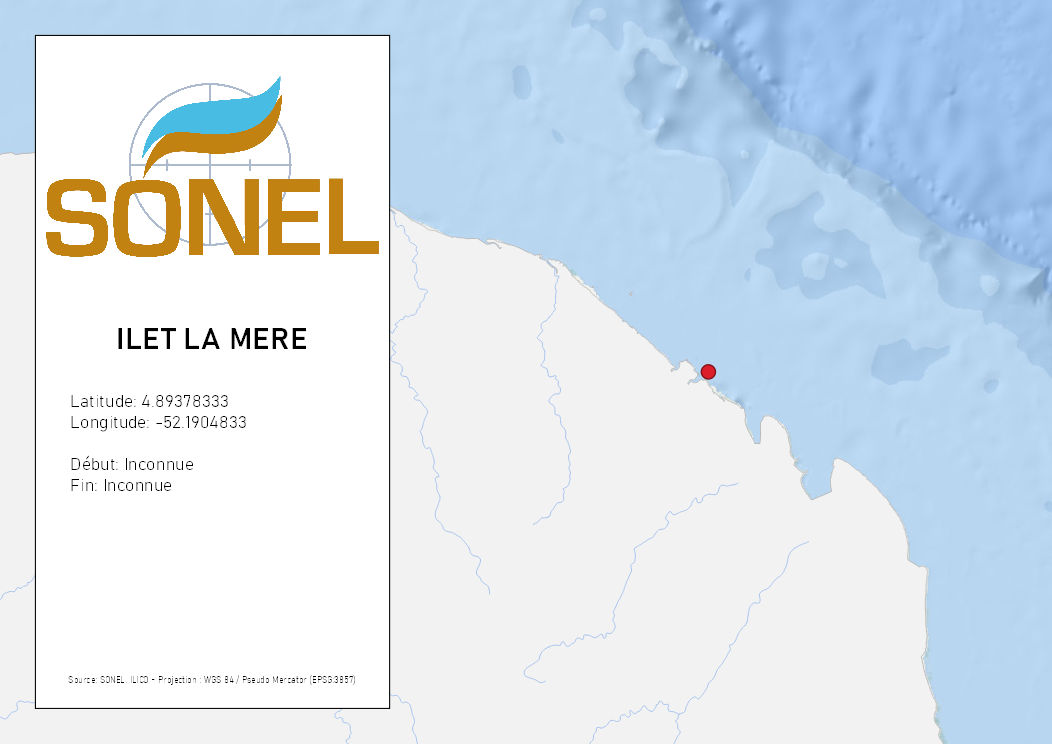 SONEL
ILET LA MERE
Latitude: 4.89378333
Longitude: -52.1904833
Début: Inconnue
Fin: Inconnue
Source: SONEL, ILICO - Projection : WGS 84 / Pseudo Mercator (EPSG:3857)